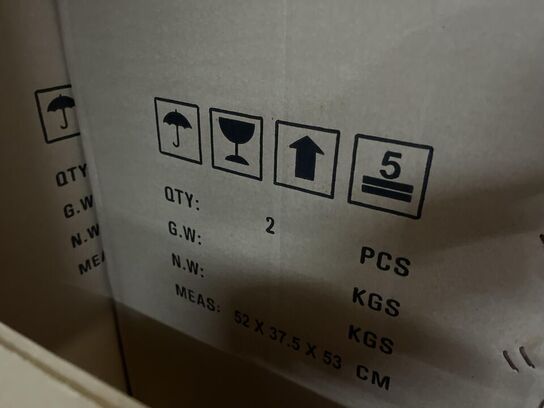 5
QTY: 2 PCS
G.W: KGS
N.W: KGS
MEAS: 52 X 37.5 X 53 CM
QTY
G.W
N.W
MEA